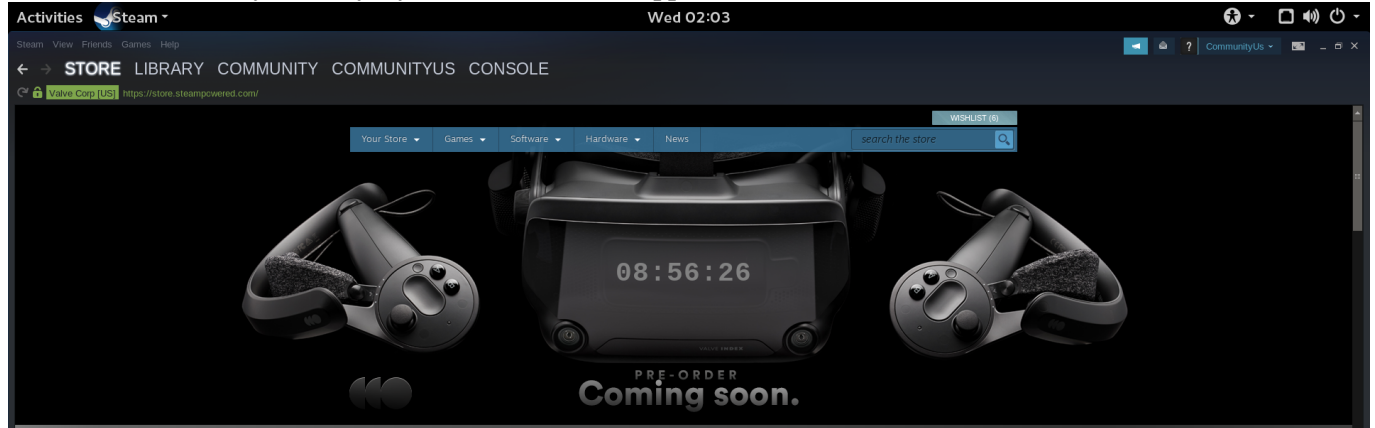 Activities Steam Wed 02:03
Steam View Friends Games Help CommunityUs
STORE LIBRARY COMMUNITY COMMUNITYUS CONSOLE
Valve Corp [US] https://store.steampowered.com/
WISHLIST (6)
Your Store Games Software Hardware News search the store
08:56:26
VALVE INDEX
PRE-ORDER
Coming soon.